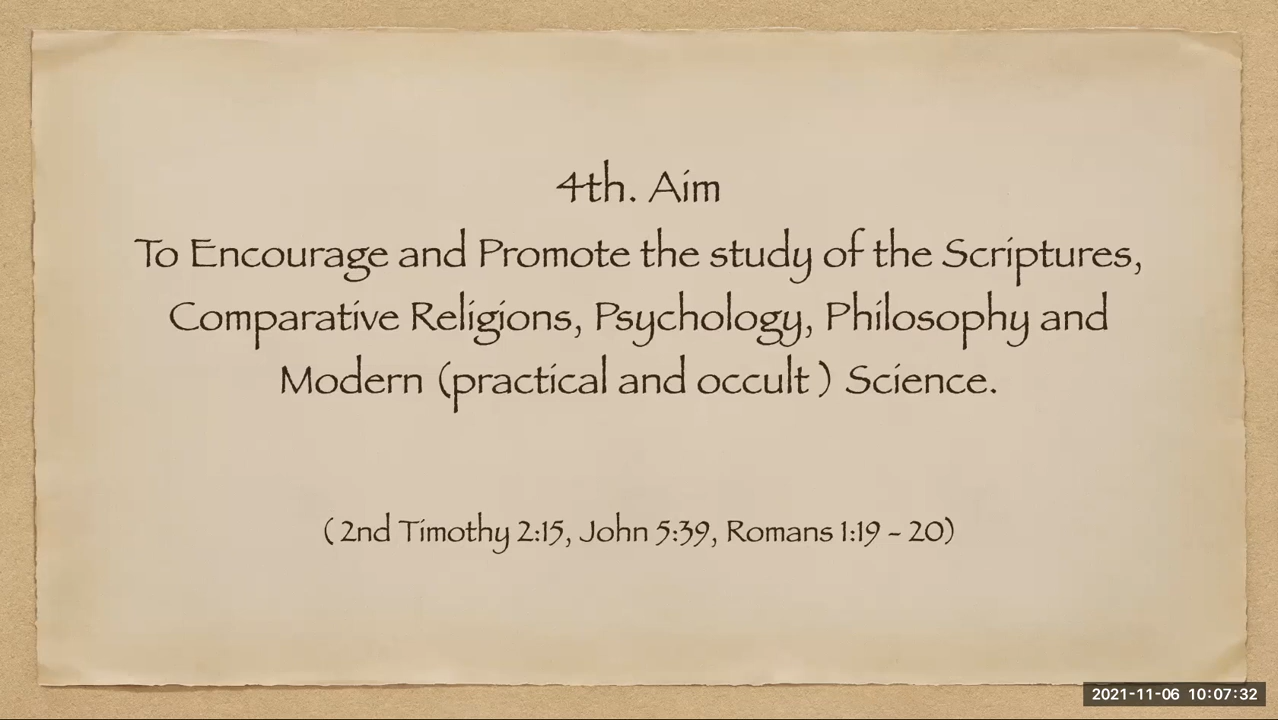 4th. Aim
To Encourage and Promote the study of the Scriptures,
Comparative Religions, Psychology, Philosophy and
Modern (practical and occult ) Science.
( 2nd Timothy 2:15, John 5:39, Romans 1:19 - 20)
2021-11-06 10:07:32